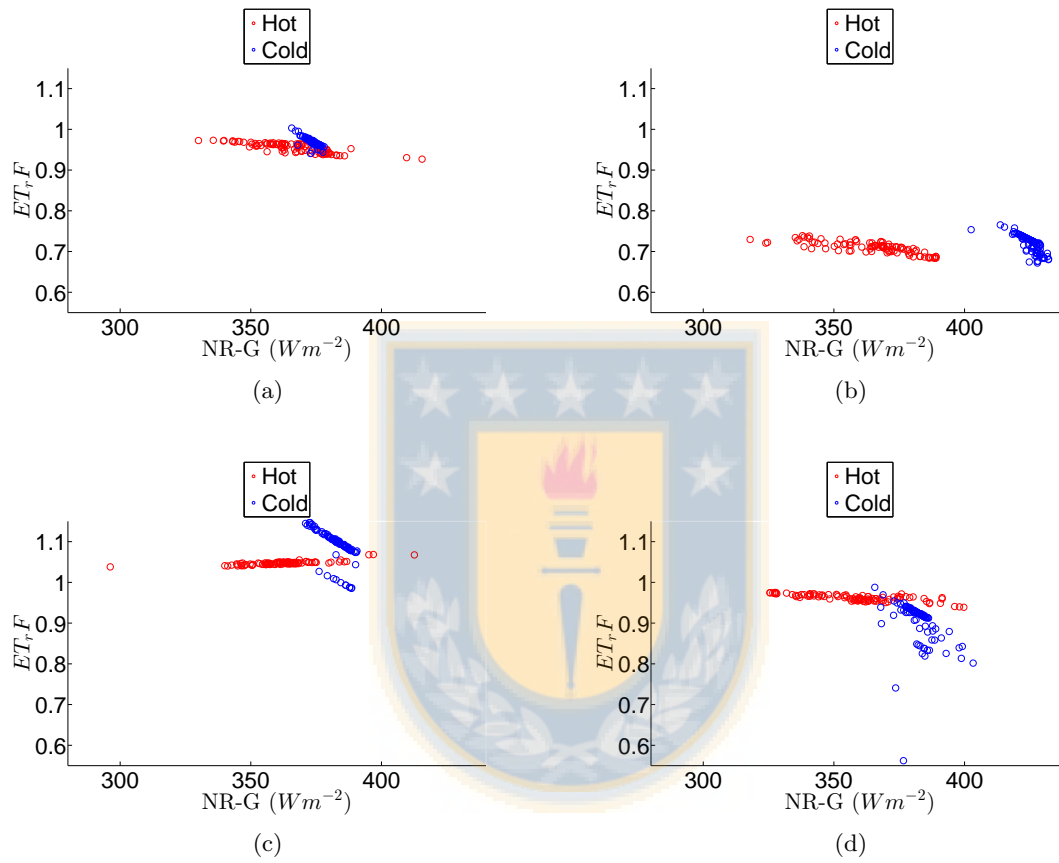 Hot
Cold
1.1
1
0.9
0.8
0.7
0.6
ET_rF
300 350 400
NR-G (Wm^{-2})
(a)
Hot
Cold
1.1
1
0.9
0.8
0.7
0.6
ET_rF
300 350 400
NR-G (Wm^{-2})
(b)
Hot
Cold
1.1
1
0.9
0.8
0.7
0.6
ET_rF
300 350 400
NR-G (Wm^{-2})
(c)
Hot
Cold
1.1
1
0.9
0.8
0.7
0.6
ET_rF
300 350 400
NR-G (Wm^{-2})
(d)